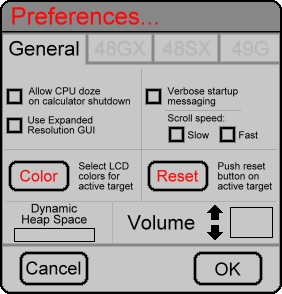 Preferences...
General 48GX 48SX 49G
Allow CPU doze
on calculator shutdown
Verbose startup
messaging
Use Expanded
Resolution GUI
Scroll speed:
Slow Fast
Color
Select LCD
colors for
active target
Reset
Push reset
button on
active target
Dynamic
Heap Space
Volume
Cancel OK